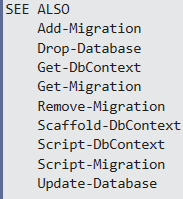 SEE ALSO
Add-Migration
Drop-Database
Get-DbContext
Get-Migration
Remove-Migration
Scaffold-DbContext
Script-DbContext
Script-Migration
Update-Database